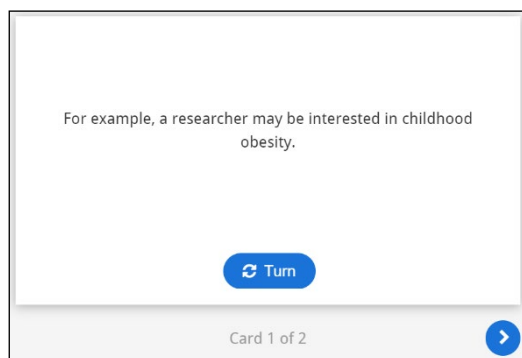 For example, a researcher may be interested in childhood
obesity.
Turn
Card 1 of 2